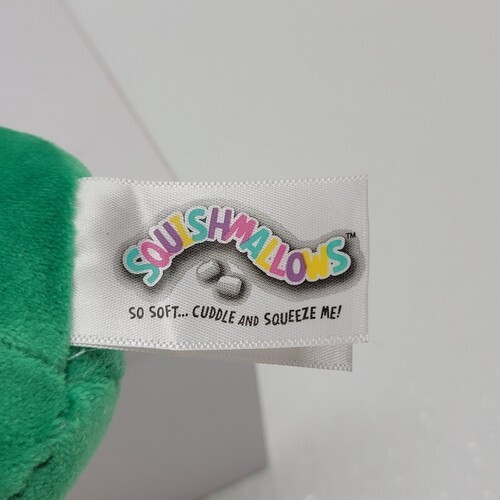 SQUISHMALLOWS™
SO SOFT... CUDDLE AND SQUEEZE ME!